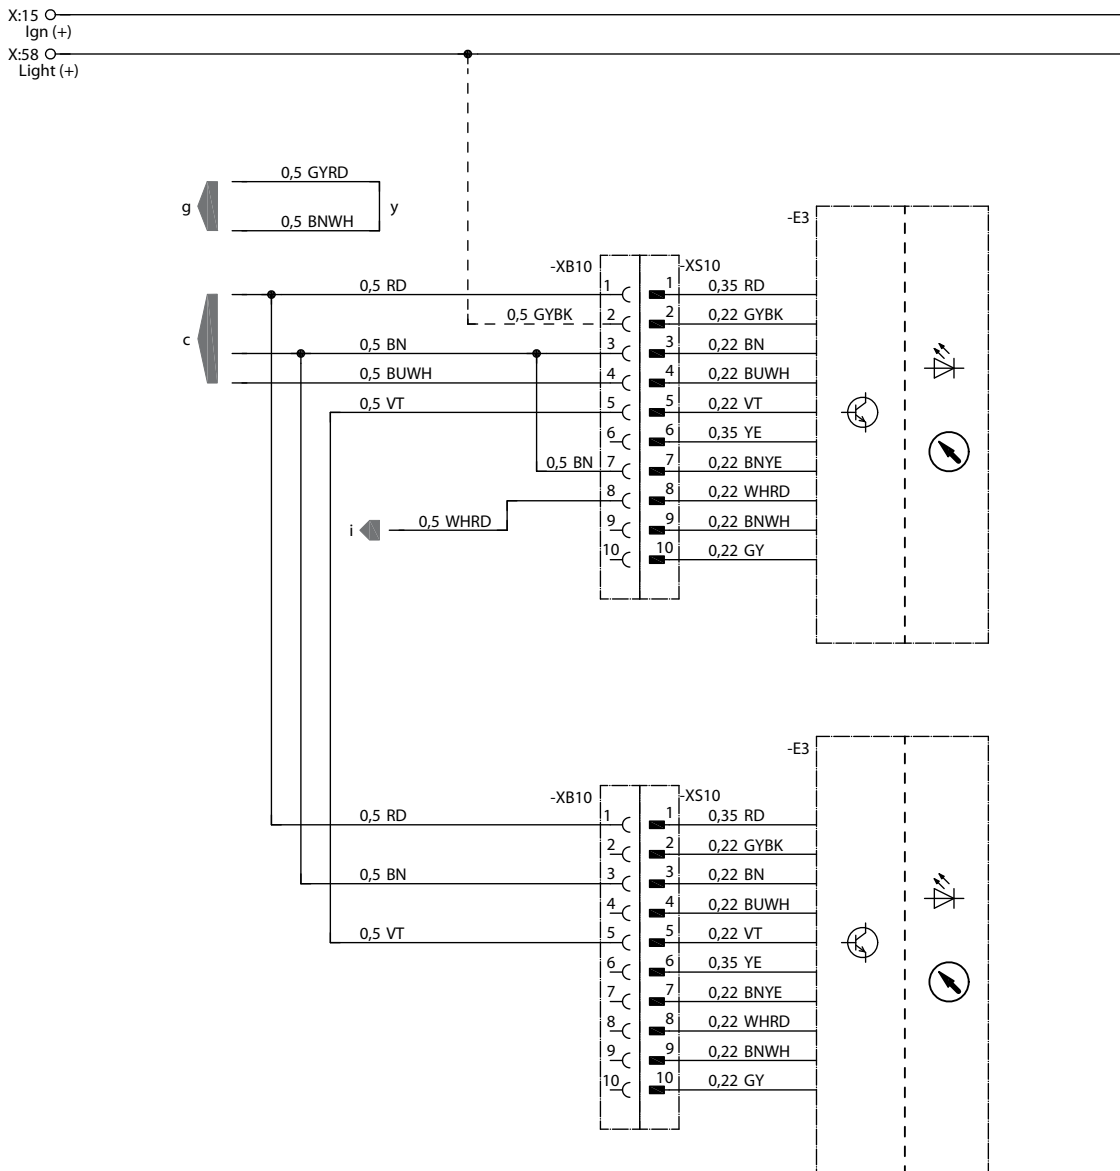 X:15
Ign (+)
X:58
Light (+)
0,5 GYRD
g
y
0,5 BNWH
-E3
-XB10 -XS10
0,5 RD 1 1 0,35 RD
0,5 GYBK 2 2 0,22 GYBK
c
0,5 BN 3 3 0,22 BN
0,5 BUWH 4 4 0,22 BUWH
0,5 VT 5 5 0,22 VT
6 6 0,35 YE
0,5 BN 7 7 0,22 BNYE
8 8 0,22 WHRD
i 0,5 WHRD 9 9 0,22 BNWH
10 10 0,22 GY
-E3
-XB10 -XS10
0,5 RD 1 1 0,35 RD
2 2 0,22 GYBK
0,5 BN 3 3 0,22 BN
4 4 0,22 BUWH
0,5 VT 5 5 0,22 VT
6 6 0,35 YE
7 7 0,22 BNYE
8 8 0,22 WHRD
9 9 0,22 BNWH
10 10 0,22 GY